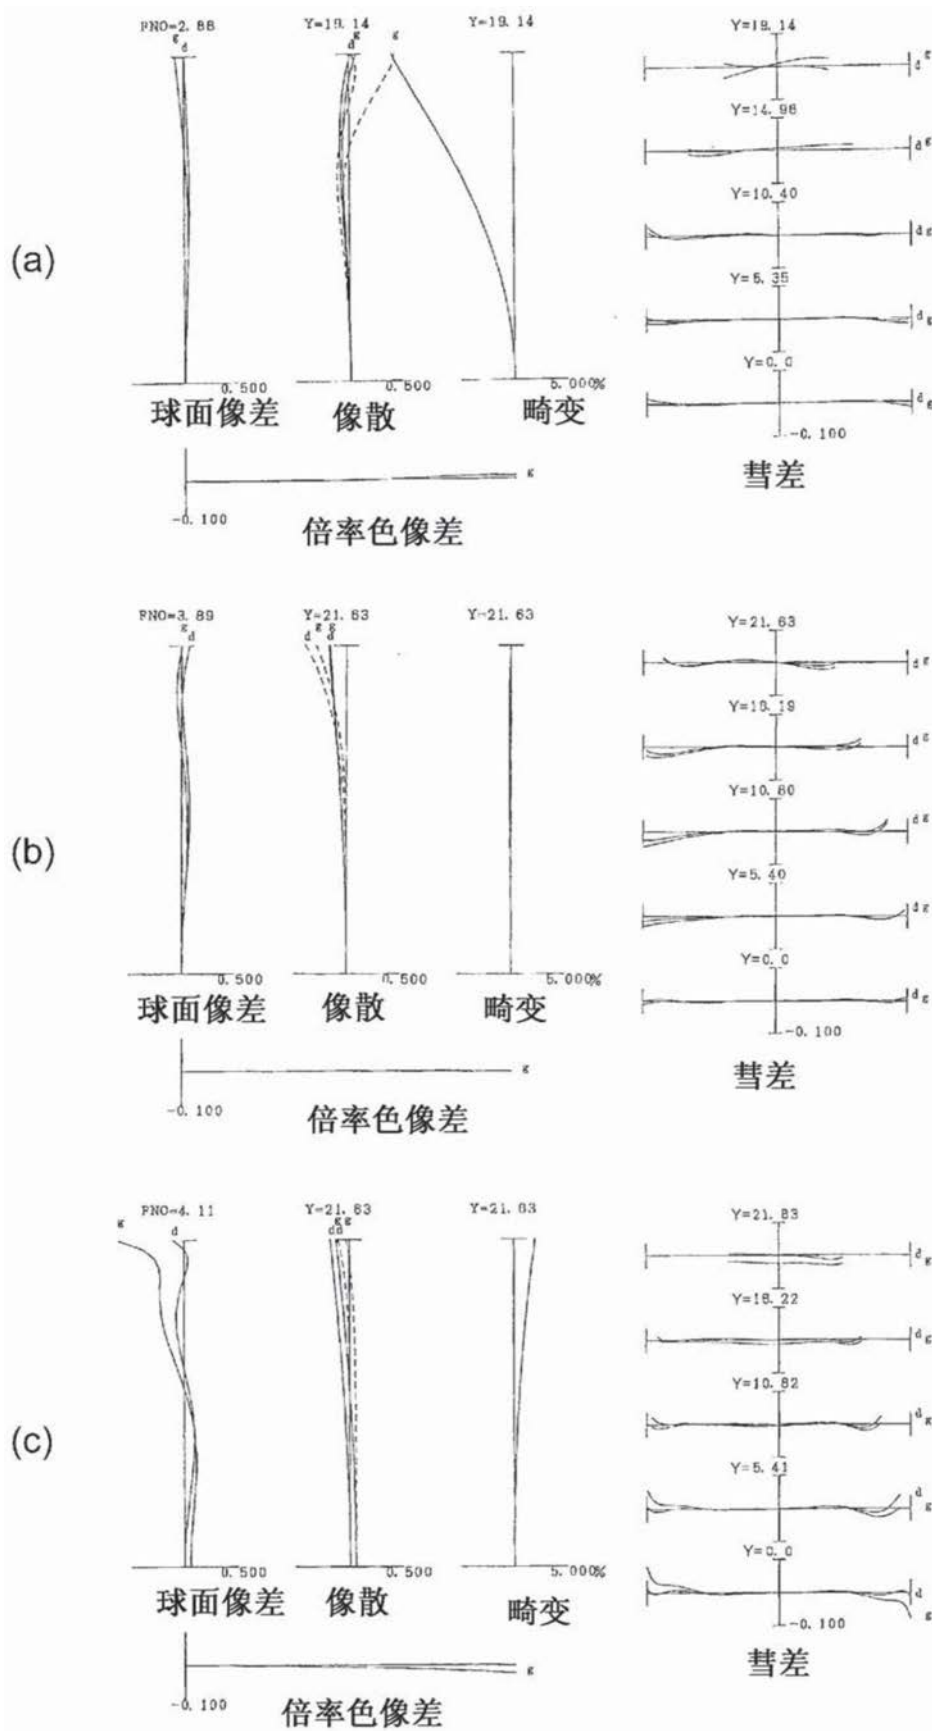 (a)
FNO=2.88
g
d
0.500
球面像差
Y=19.14
g
d
0.500
像散
g
Y=19.14
5.000%
畸变
Y=19.14
d g
Y=14.98
d g
Y=10.40
d g
Y=5.35
d g
Y=0.0
d g
-0.100
彗差
g
-0.100
倍率色像差
(b)
FNO=3.89
g
d
0.500
球面像差
Y=21.63
d g g
d
0.500
像散
Y=21.63
5.000%
畸变
Y=21.63
d g
d g
Y=10.80
d g
Y=5.40
d g
Y=0.0
d g
-0.100
彗差
g
-0.100
倍率色像差
(c)
FNO=4.11
g
d
0.500
球面像差
Y=21.63
g g
d d
0.500
像散
Y=21.63
5.000%
畸变
Y=21.63
d
g
d g
Y=10.82
d g
Y=5.41
d
g
Y=0.0
d
g
-0.100
彗差
g
-0.100
倍率色像差